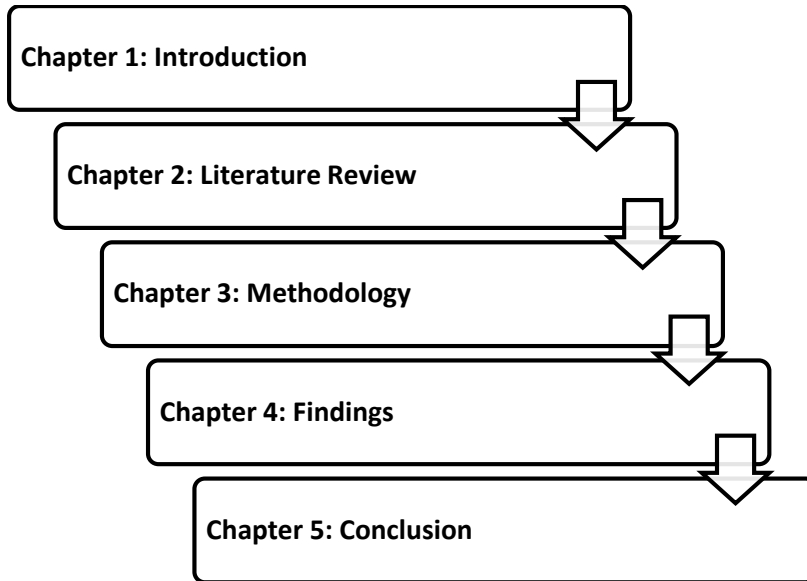 Chapter 1: Introduction
Chapter 2: Literature Review
Chapter 3: Methodology
Chapter 4: Findings
Chapter 5: Conclusion